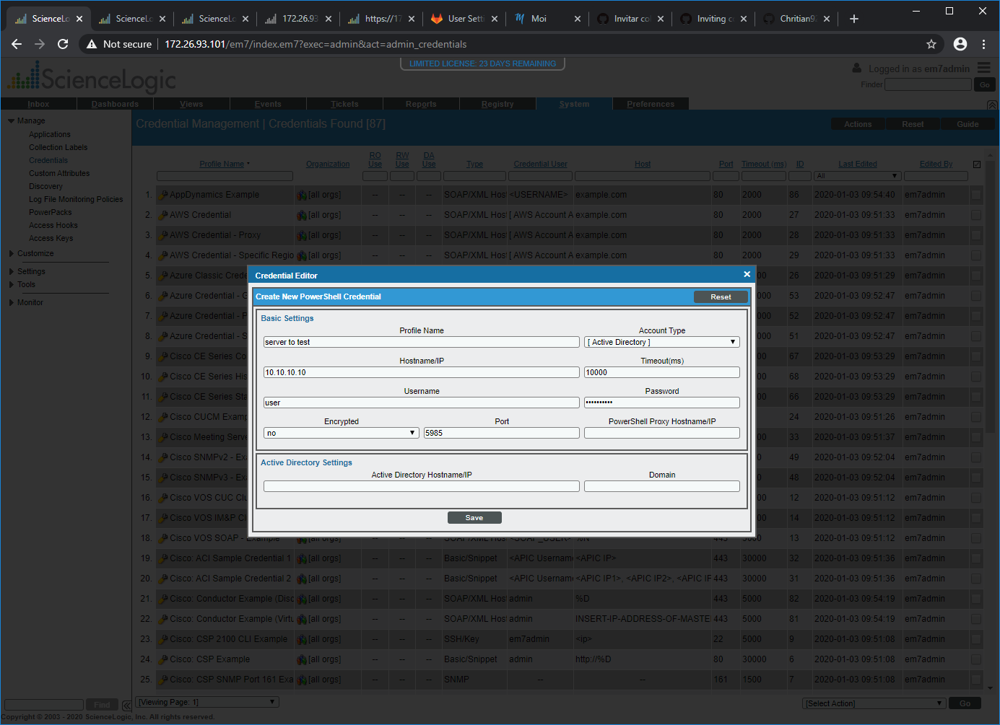 ScienceLo
ScienceLo
ScienceLo
172.26.93
https://17
User Setti
Moi
Invitar col
Inviting co
Chritian92
Not secure
172.26.93.101/em7/index.em7?exec=admin&act=admin_credentials
LIMITED LICENSE: 23 DAYS REMAINING
ScienceLogic
Logged in as em7admin
Finder
Go
Inbox Dashboards Views Events Tickets Reports Registry System Preferences
Manage
Applications
Collection Labels
Credentials
Custom Attributes
Discovery
Log File Monitoring Policies
PowerPacks
Access Hooks
Access Keys
Customize
Settings
Tools
Monitor
Credential Management | Credentials Found [87]
Actions Reset Guide
Profile Name Organization RO Use RW Use DA Use Type Credential User Host Port Timeout (ms) ID Last Edited Edited By
All
1. AppDynamics Example [all orgs] -- -- -- SOAP/XML Hos <USERNAME> example.com 80 2000 86 2020-01-03 09:54:40 em7admin
2. AWS Credential [all orgs] -- -- -- SOAP/XML Hos [ AWS Account A example.com 80 2000 27 2020-01-03 09:51:33 em7admin
3. AWS Credential - Proxy [all orgs] -- -- -- SOAP/XML Hos [ AWS Account A example.com 80 2000 28 2020-01-03 09:51:33 em7admin
4. AWS Credential - Specific Regio [all orgs] -- -- -- SOAP/XML Hos [ AWS Account A example.com 80 2000 29 2020-01-03 09:51:33 em7admin
5. Azure Classic Crede 00 26 2020-01-03 09:51:29 em7admin
6. Azure Credential - G 000 53 2020-01-03 09:52:47 em7admin
7. Azure Credential - P 000 52 2020-01-03 09:52:47 em7admin
8. Azure Credential - S 000 51 2020-01-03 09:52:47 em7admin
9. Cisco CE Series Co 00 67 2020-01-03 09:53:29 em7admin
10. Cisco CE Series His 00 68 2020-01-03 09:53:29 em7admin
11. Cisco CE Series Sta 00 66 2020-01-03 09:53:29 em7admin
12. Cisco CUCM Examp 24 2020-01-03 09:51:26 em7admin
13. Cisco Meeting Serve 00 33 2020-01-03 09:51:37 em7admin
14. Cisco SNMPv2 - Exa 00 49 2020-01-03 09:52:04 em7admin
15. Cisco SNMPv3 - Exa 00 48 2020-01-03 09:52:04 em7admin
16. Cisco VOS CUC Clu 00 12 2020-01-03 09:51:12 em7admin
17. Cisco VOS IM&P Cl 00 14 2020-01-03 09:51:12 em7admin
18. Cisco VOS SOAP - Example [all orgs] -- -- -- SOAP/XML Hos <SOAP_USER> %N 443 5000 13 2020-01-03 09:51:12 em7admin
19. Cisco: ACI Sample Credential 1 [all orgs] -- -- -- Basic/Snippet <APIC Username <APIC IP> 443 30000 32 2020-01-03 09:51:36 em7admin
20. Cisco: ACI Sample Credential 2 [all orgs] -- -- -- Basic/Snippet <APIC Username <APIC IP1>, <APIC IP2>, <APIC IF 443 30000 31 2020-01-03 09:51:36 em7admin
21. Cisco: Conductor Example (Disc [all orgs] -- -- -- SOAP/XML Hos admin %D 443 5000 82 2020-01-03 09:54:19 em7admin
22. Cisco: Conductor Example (Virtu [all orgs] -- -- -- SOAP/XML Hos admin INSERT-IP-ADDRESS-OF-MASTE 443 5000 81 2020-01-03 09:54:19 em7admin
23. Cisco: CSP 2100 CLI Example [all orgs] -- -- -- SSH/Key em7admin <ip> 22 5000 9 2020-01-03 09:51:08 em7admin
24. Cisco: CSP Example [all orgs] -- -- -- Basic/Snippet admin http://%D 80 30000 6 2020-01-03 09:51:08 em7admin
25. Cisco: CSP SNMP Port 161 Exa [all orgs] -- -- -- SNMP -- -- 161 1500 7 2020-01-03 09:51:08 em7admin
Credential Editor
Create New PowerShell Credential
Reset
Basic Settings
Profile Name Account Type
server to test [ Active Directory ]
Hostname/IP Timeout(ms)
10.10.10.10 10000
Username Password
user ••••••••••
Encrypted Port PowerShell Proxy Hostname/IP
no 5985
Active Directory Settings
Active Directory Hostname/IP Domain
Save
Find
[Viewing Page: 1]
[Select Action]
Go
Copyright © 2003 - 2020 ScienceLogic, Inc. All rights reserved.